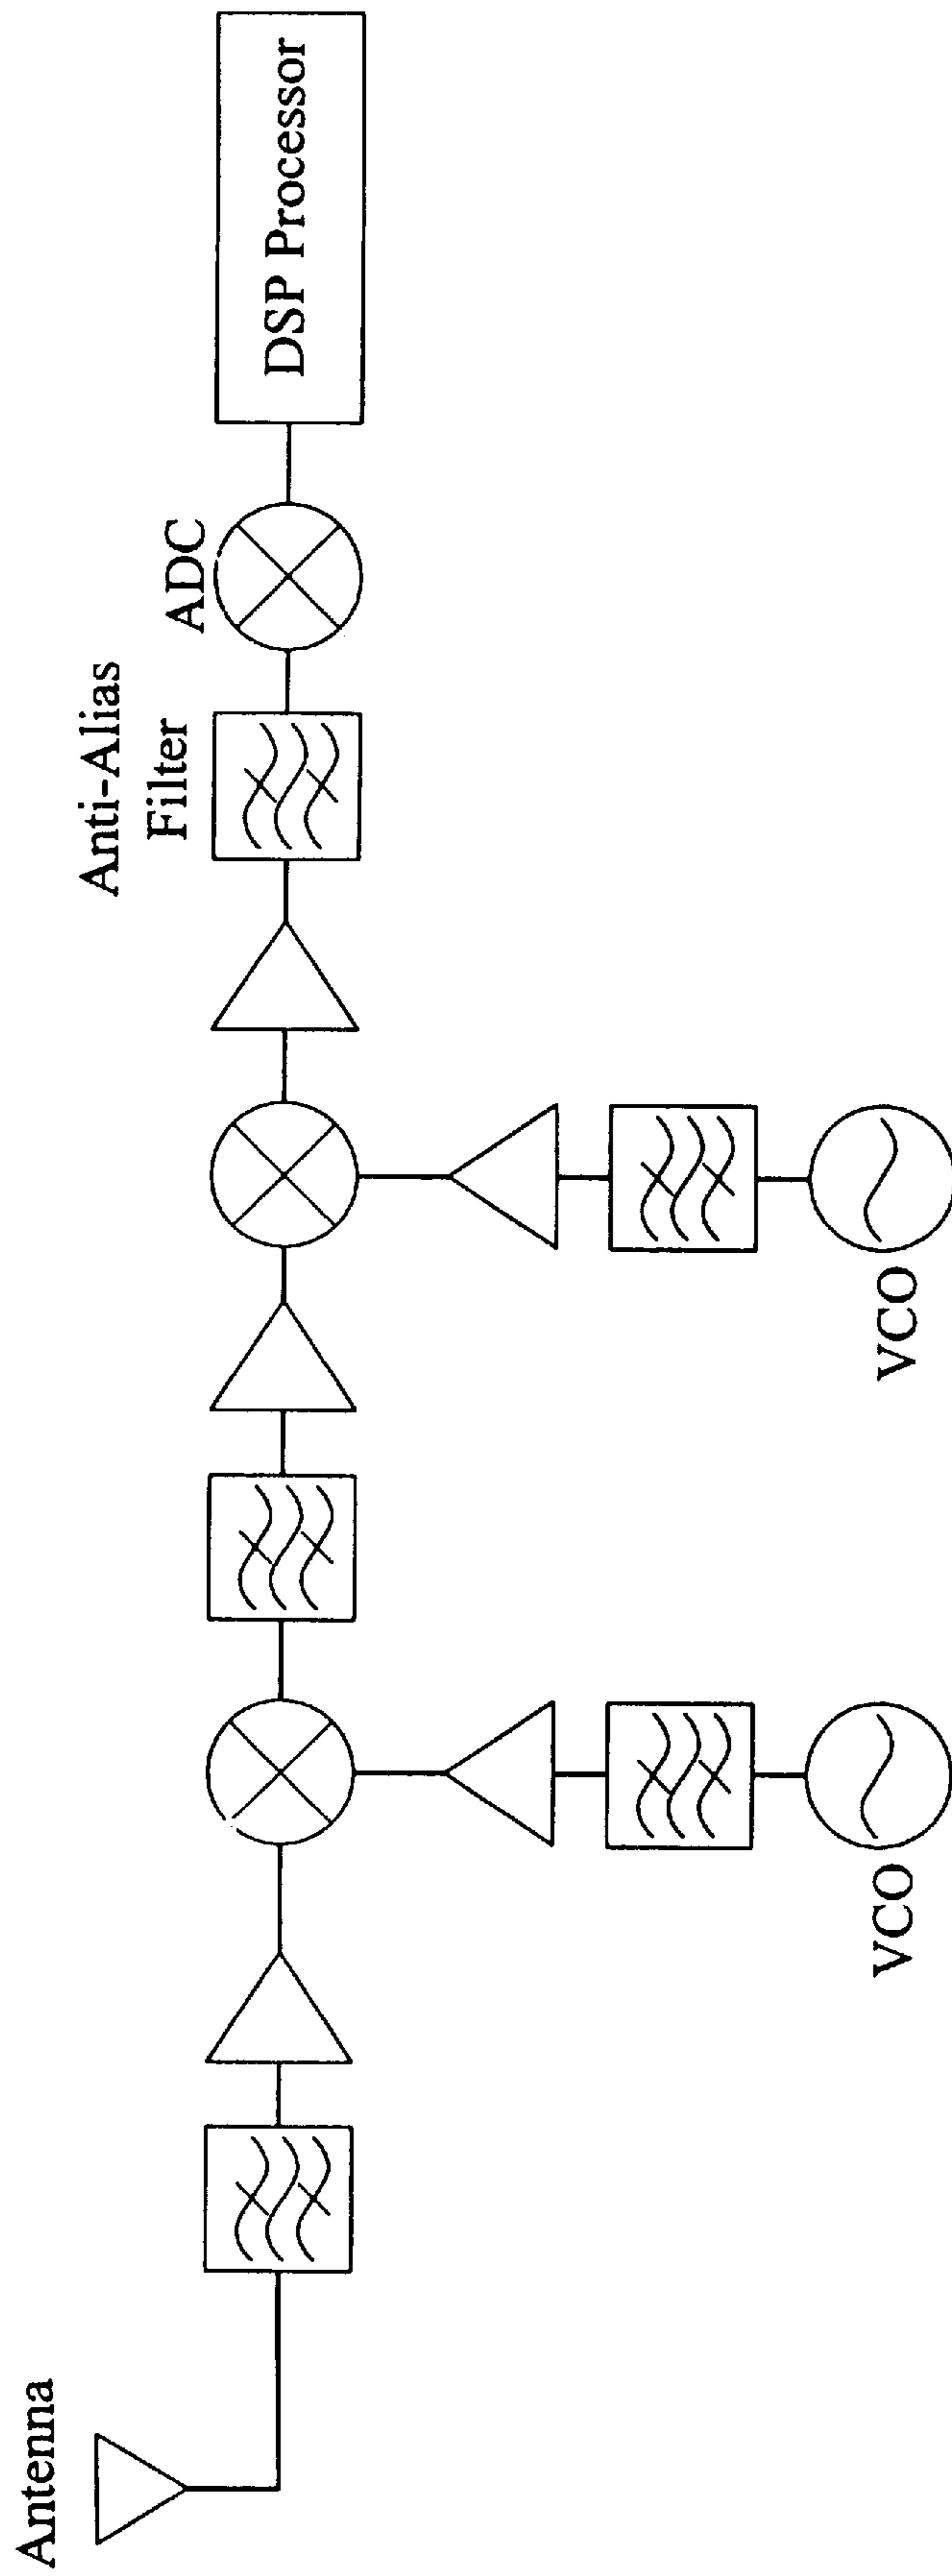 Antenna
VCO
VCO
Anti-Alias
Filter
ADC
DSP Processor